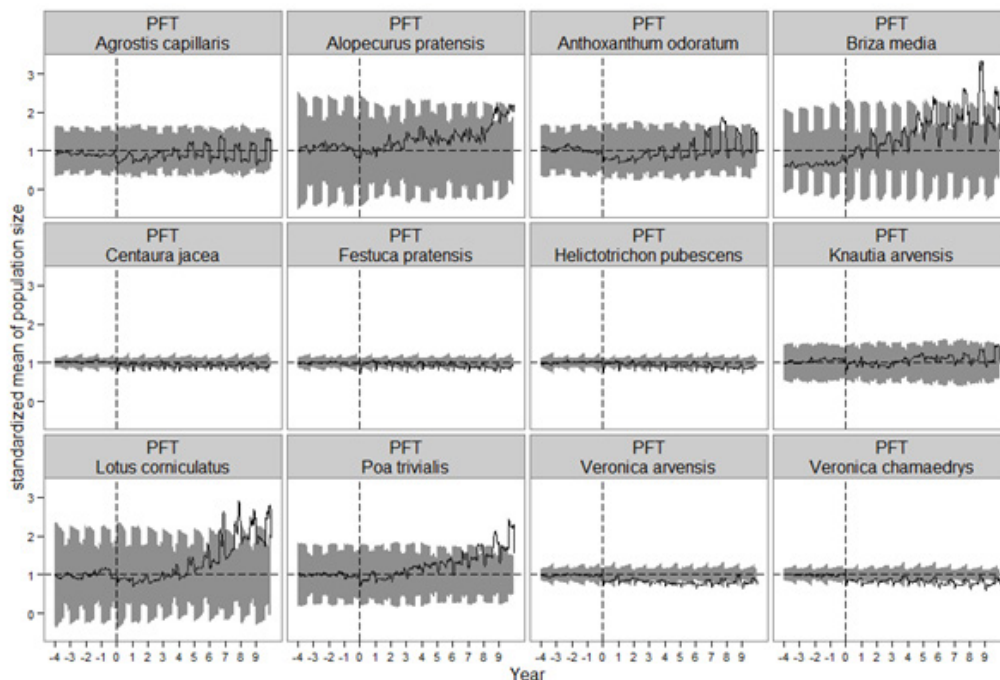 PFT PFT PFT PFT
Agrostis capillaris Alopecurus pratensis Anthoxanthum odoratum Briza media
3
2
1
0
PFT PFT PFT PFT
Centaura jacea Festuca pratensis Helictotrichon pubescens Knautia arvensis
3
2
1
0
standardized mean of population size
PFT PFT PFT PFT
Lotus corniculatus Poa trivialis Veronica arvensis Veronica chamaedrys
3
2
1
0
-4 -3 -2 -1 0 1 2 3 4 5 6 7 8 9 -4 -3 -2 -1 0 1 2 3 4 5 6 7 8 9 -4 -3 -2 -1 0 1 2 3 4 5 6 7 8 9 -4 -3 -2 -1 0 1 2 3 4 5 6 7 8 9
Year